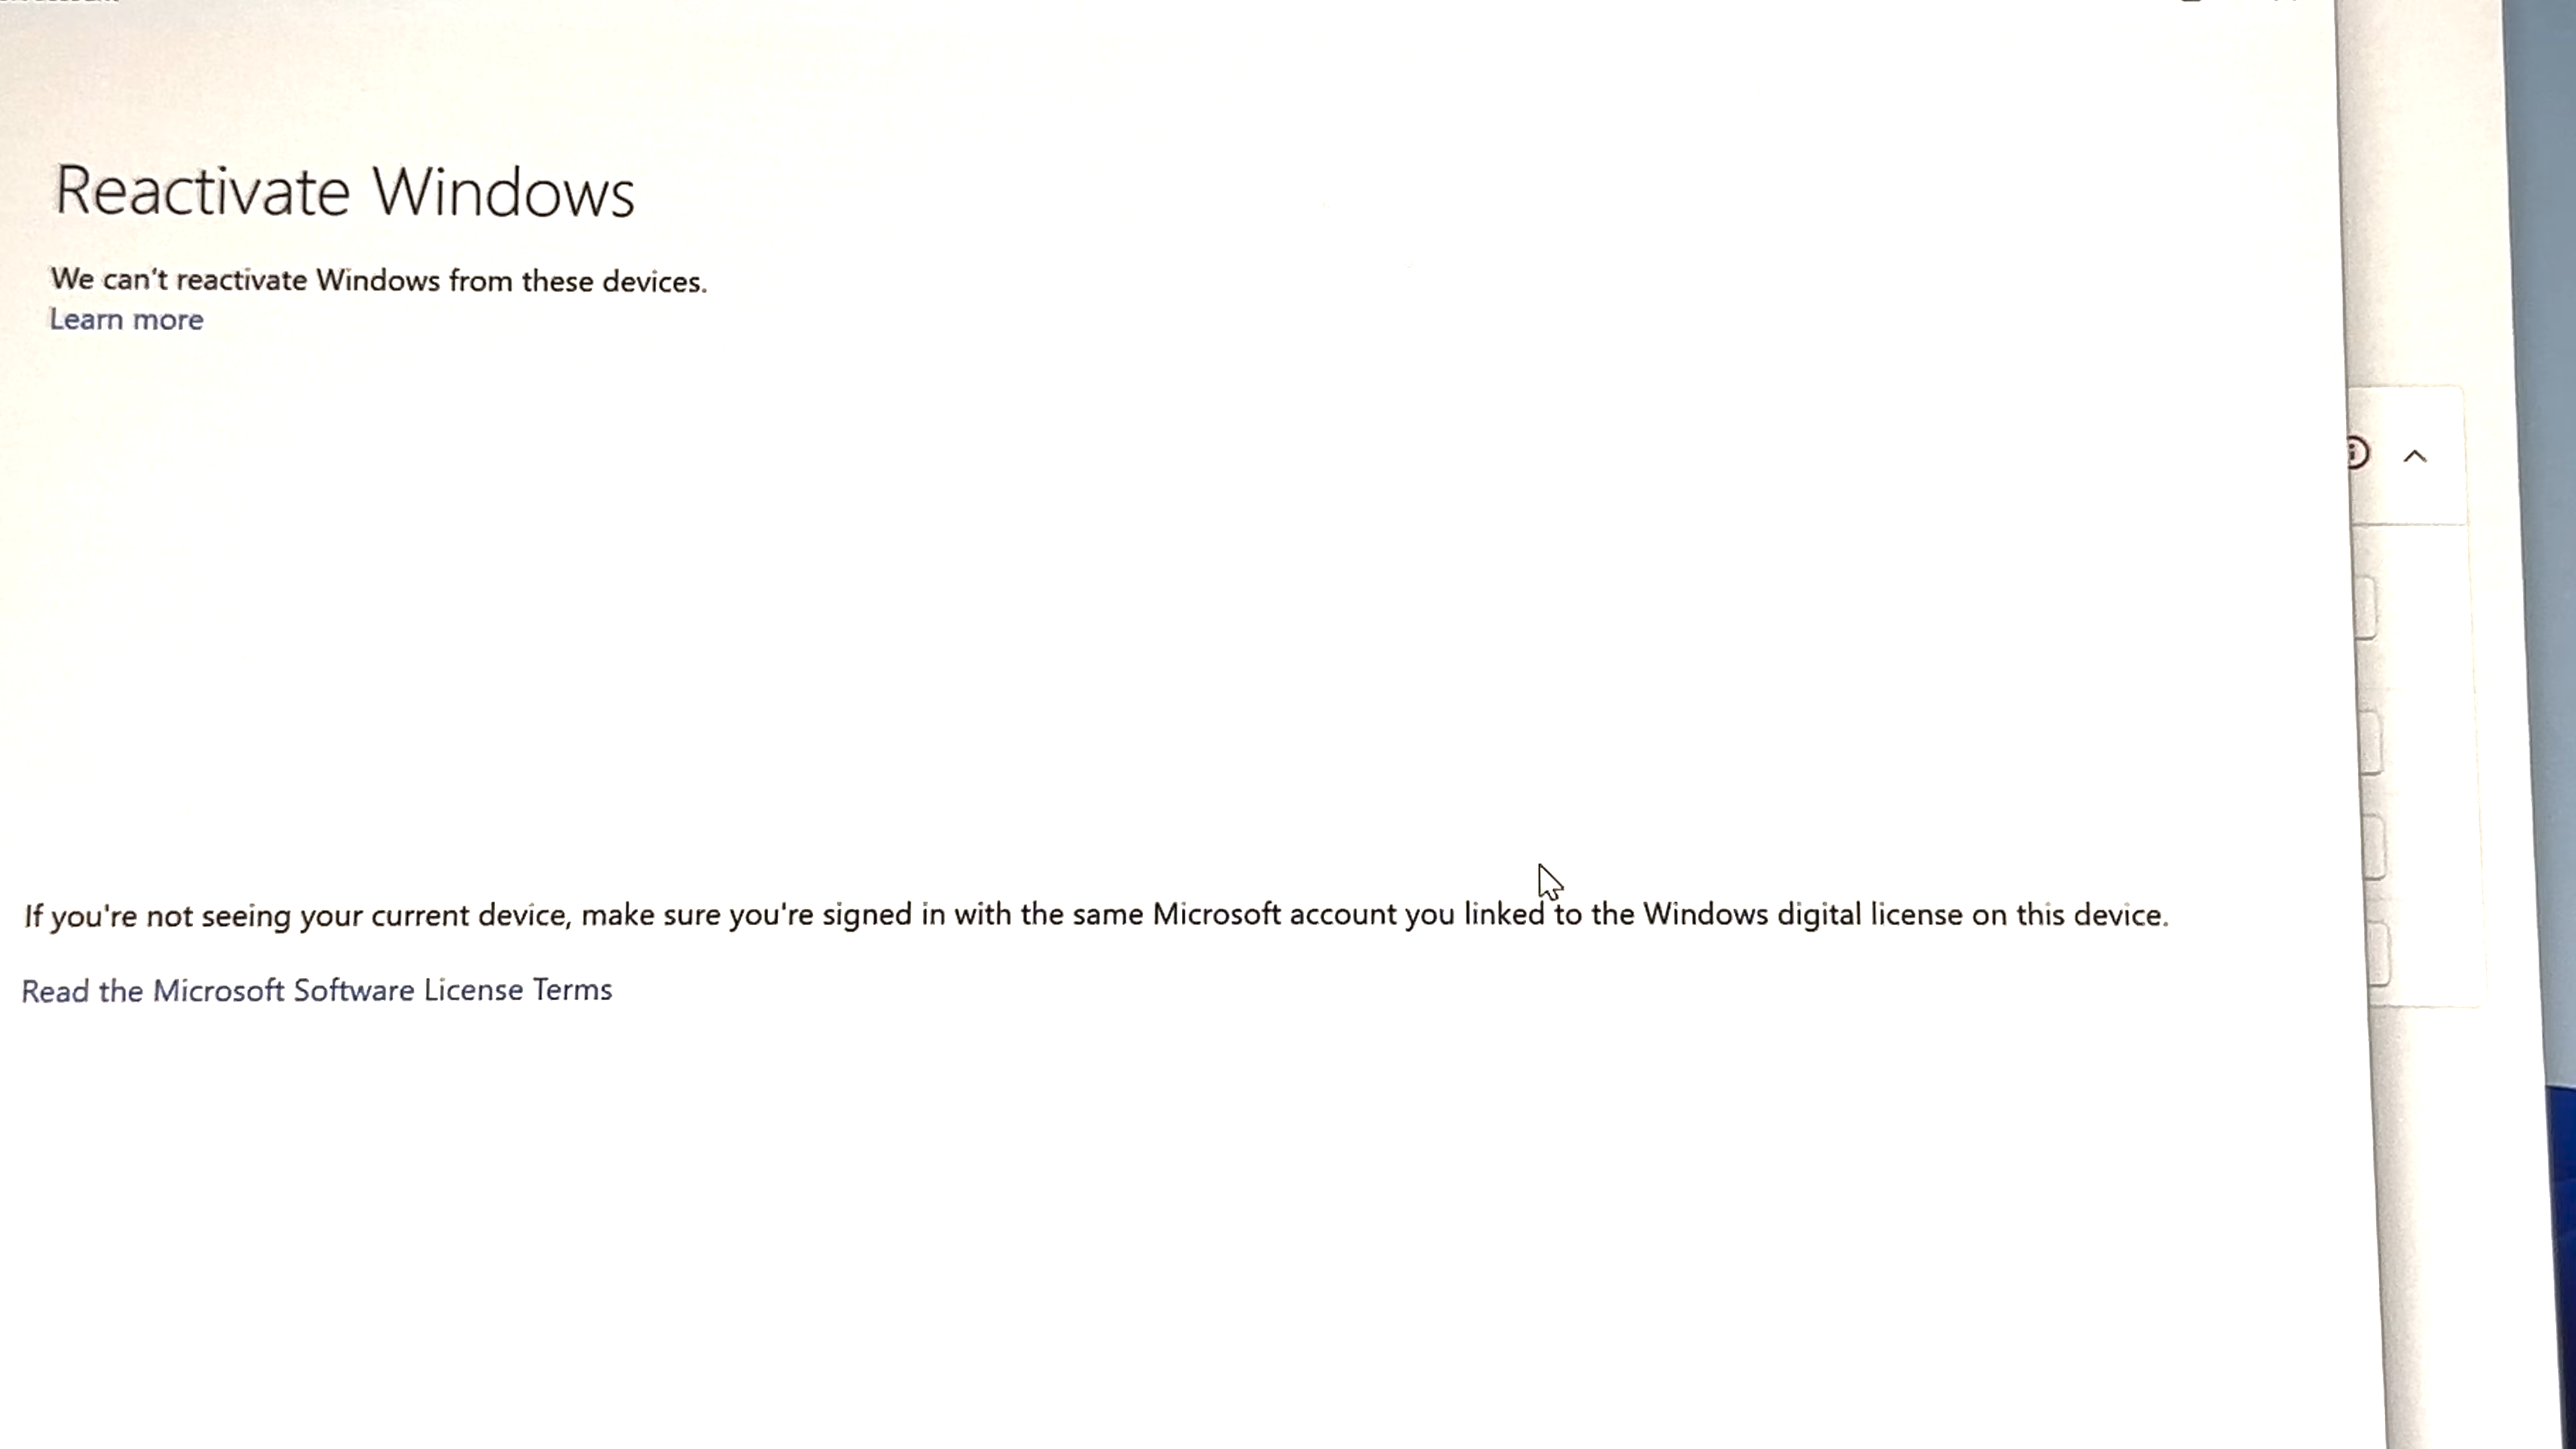 Reactivate Windows
We can't reactivate Windows from these devices.
Learn more
If you're not seeing your current device, make sure you're signed in with the same Microsoft account you linked to the Windows digital license on this device.
Read the Microsoft Software License Terms